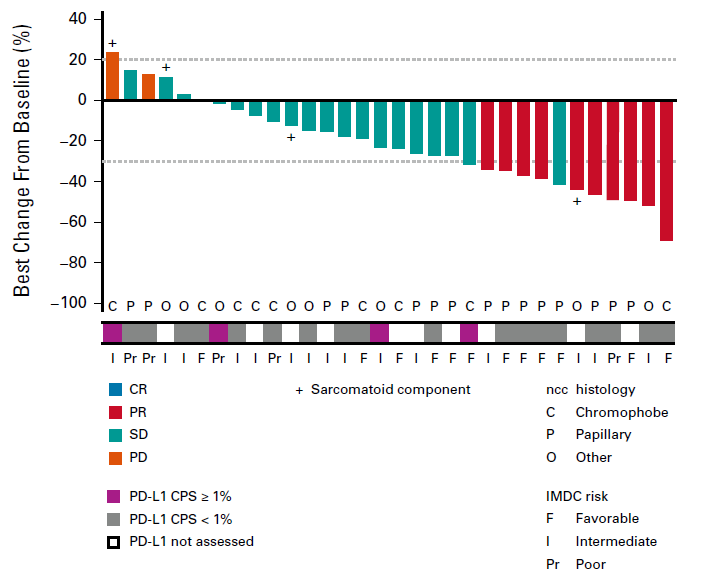 Best Change From Baseline (%)
40
+
+
20
0
−20
+
−40
+
−60
−80
−100
C P P O O C O C C C O O P P C O C P P P C P P P P P O P P P O C
I Pr Pr I I F Pr I I Pr I I I I F I F I F F F I F F F F I I Pr F I F
CR
PR
SD
PD
+ Sarcomatoid component
ncc histology
C Chromophobe
P Papillary
O Other
PD-L1 CPS ≥ 1%
PD-L1 CPS < 1%
PD-L1 not assessed
IMDC risk
F Favorable
I Intermediate
Pr Poor